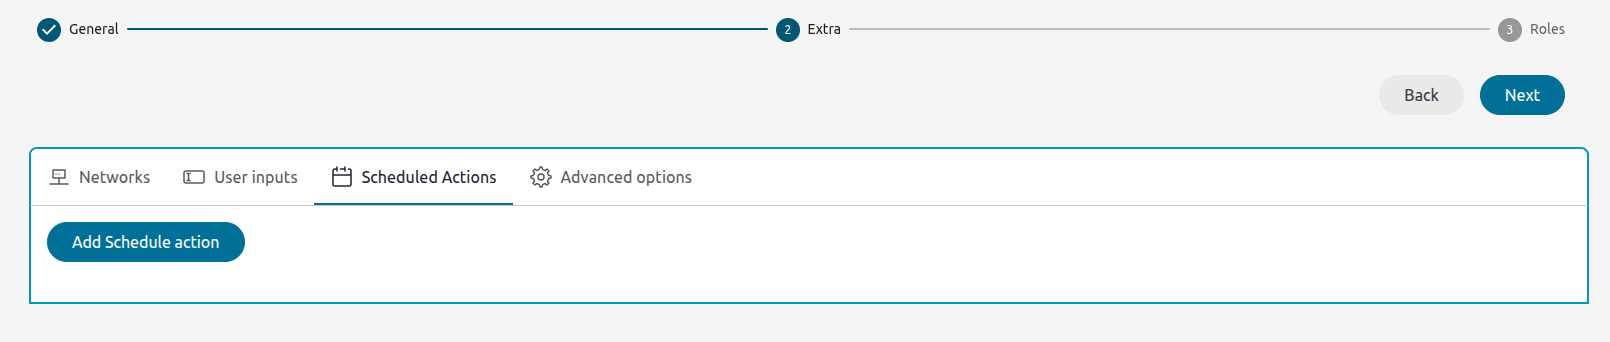 General 2 Extra 3 Roles
Back Next
Networks User inputs Scheduled Actions Advanced options
Add Schedule action